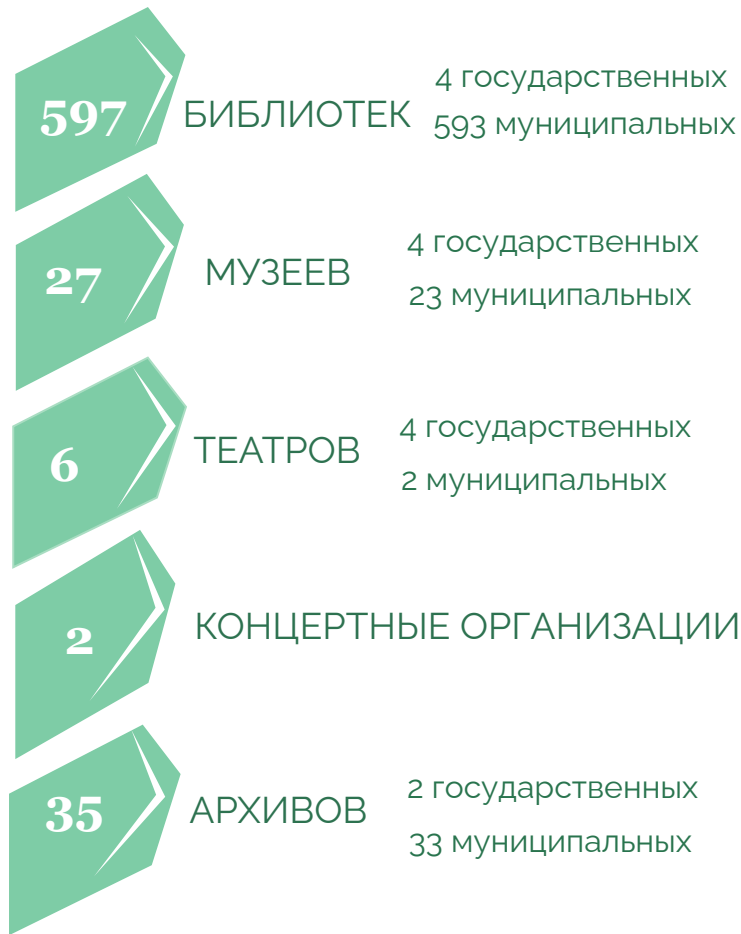 597
БИБЛИОТЕК
4 государственных
593 муниципальных
27
МУЗЕЕВ
4 государственных
23 муниципальных
6
ТЕАТРОВ
4 государственных
2 муниципальных
2
КОНЦЕРТНЫЕ ОРГАНИЗАЦИИ
35
АРХИВОВ
2 государственных
33 муниципальных